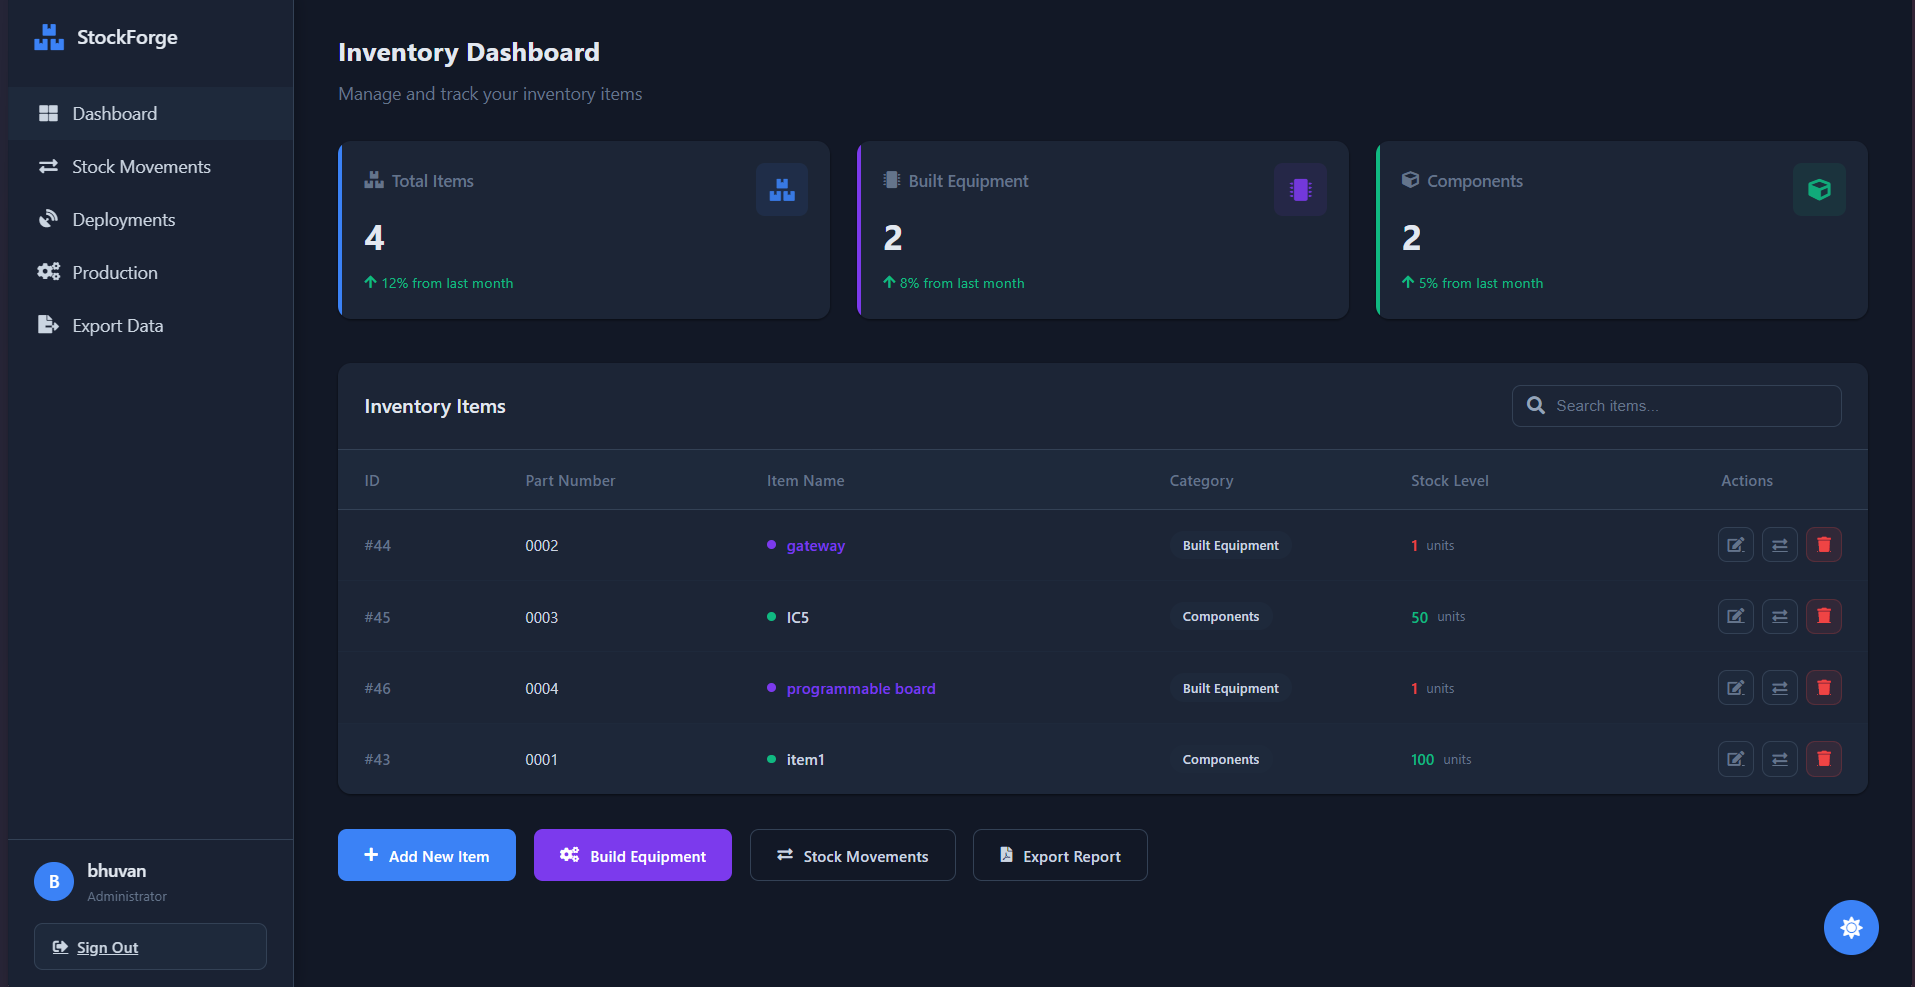 StockForge
Dashboard
Stock Movements
Deployments
Production
Export Data
bhuvan
B
Administrator
Sign Out
Inventory Dashboard
Manage and track your inventory items
Total Items
4
12% from last month
Built Equipment
2
8% from last month
Components
2
5% from last month
Inventory Items
Search items...
ID Part Number Item Name Category Stock Level Actions
#44 0002 gateway Built Equipment 1 units
#45 0003 IC5 Components 50 units
#46 0004 programmable board Built Equipment 1 units
#43 0001 item1 Components 100 units
Add New Item
Build Equipment
Stock Movements
Export Report